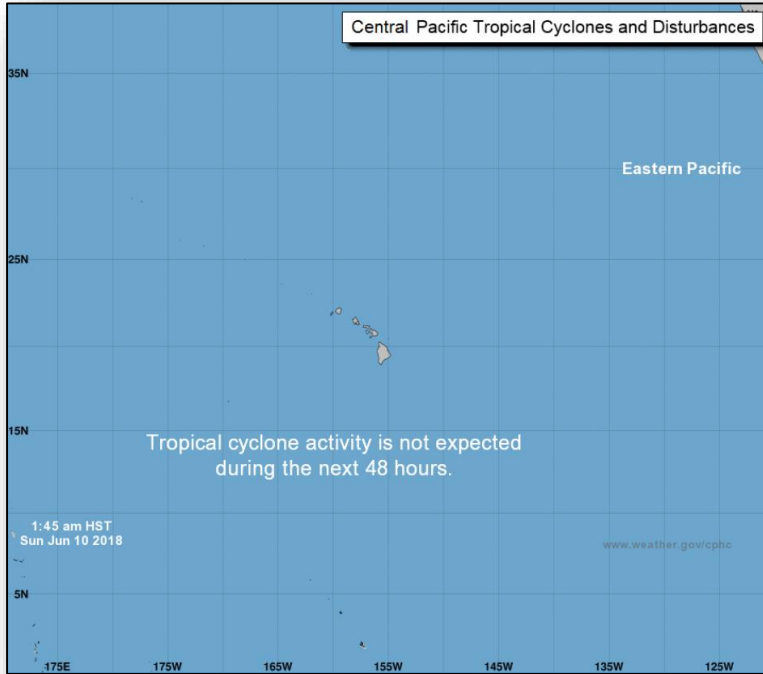 Central Pacific Tropical Cyclones and Disturbances
35N
Eastern Pacific
25N
15N
Tropical cyclone activity is not expected
during the next 48 hours.
1:45 am HST
Sun Jun 10 2018
www.weather.gov/cphc
5N
175E 175W 165W 155W 145W 135W 125W